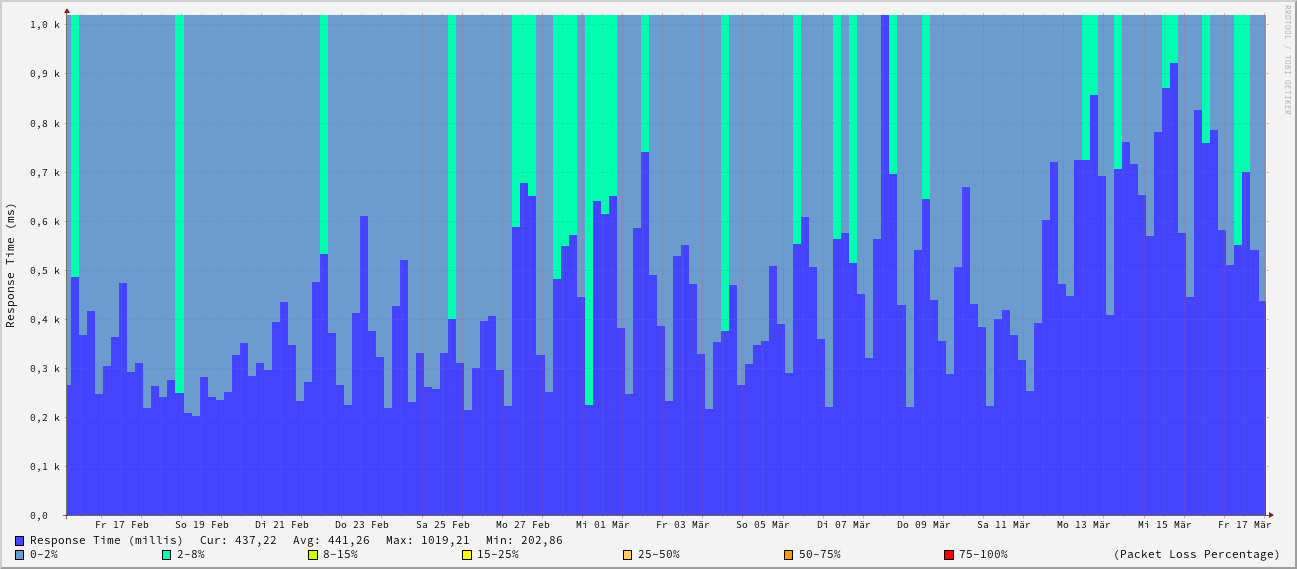 RRDTOOL / TOBI OETIKER
Response Time (ms)
1,0 k
0,9 k
0,8 k
0,7 k
0,6 k
0,5 k
0,4 k
0,3 k
0,2 k
0,1 k
0,0
Fr 17 Feb So 19 Feb Di 21 Feb Do 23 Feb Sa 25 Feb Mo 27 Feb Mi 01 Mär Fr 03 Mär So 05 Mär Di 07 Mär Do 09 Mär Sa 11 Mär Mo 13 Mär Mi 15 Mär Fr 17 Mär
Response Time (millis) Cur: 437,22 Avg: 441,26 Max: 1019,21 Min: 202,86
0-2% 2-8% 8-15% 15-25% 25-50% 50-75% 75-100% (Packet Loss Percentage)